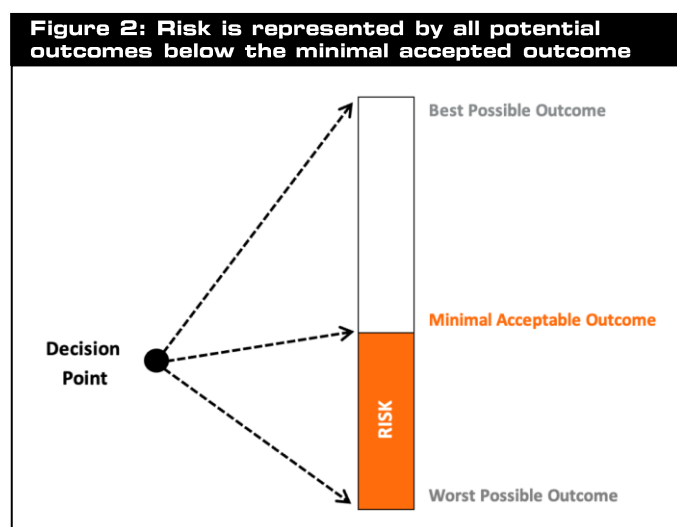 Figure 2: Risk is represented by all potential
outcomes below the minimal accepted outcome
Best Possible Outcome
Minimal Acceptable Outcome
Decision
Point
RISK
Worst Possible Outcome